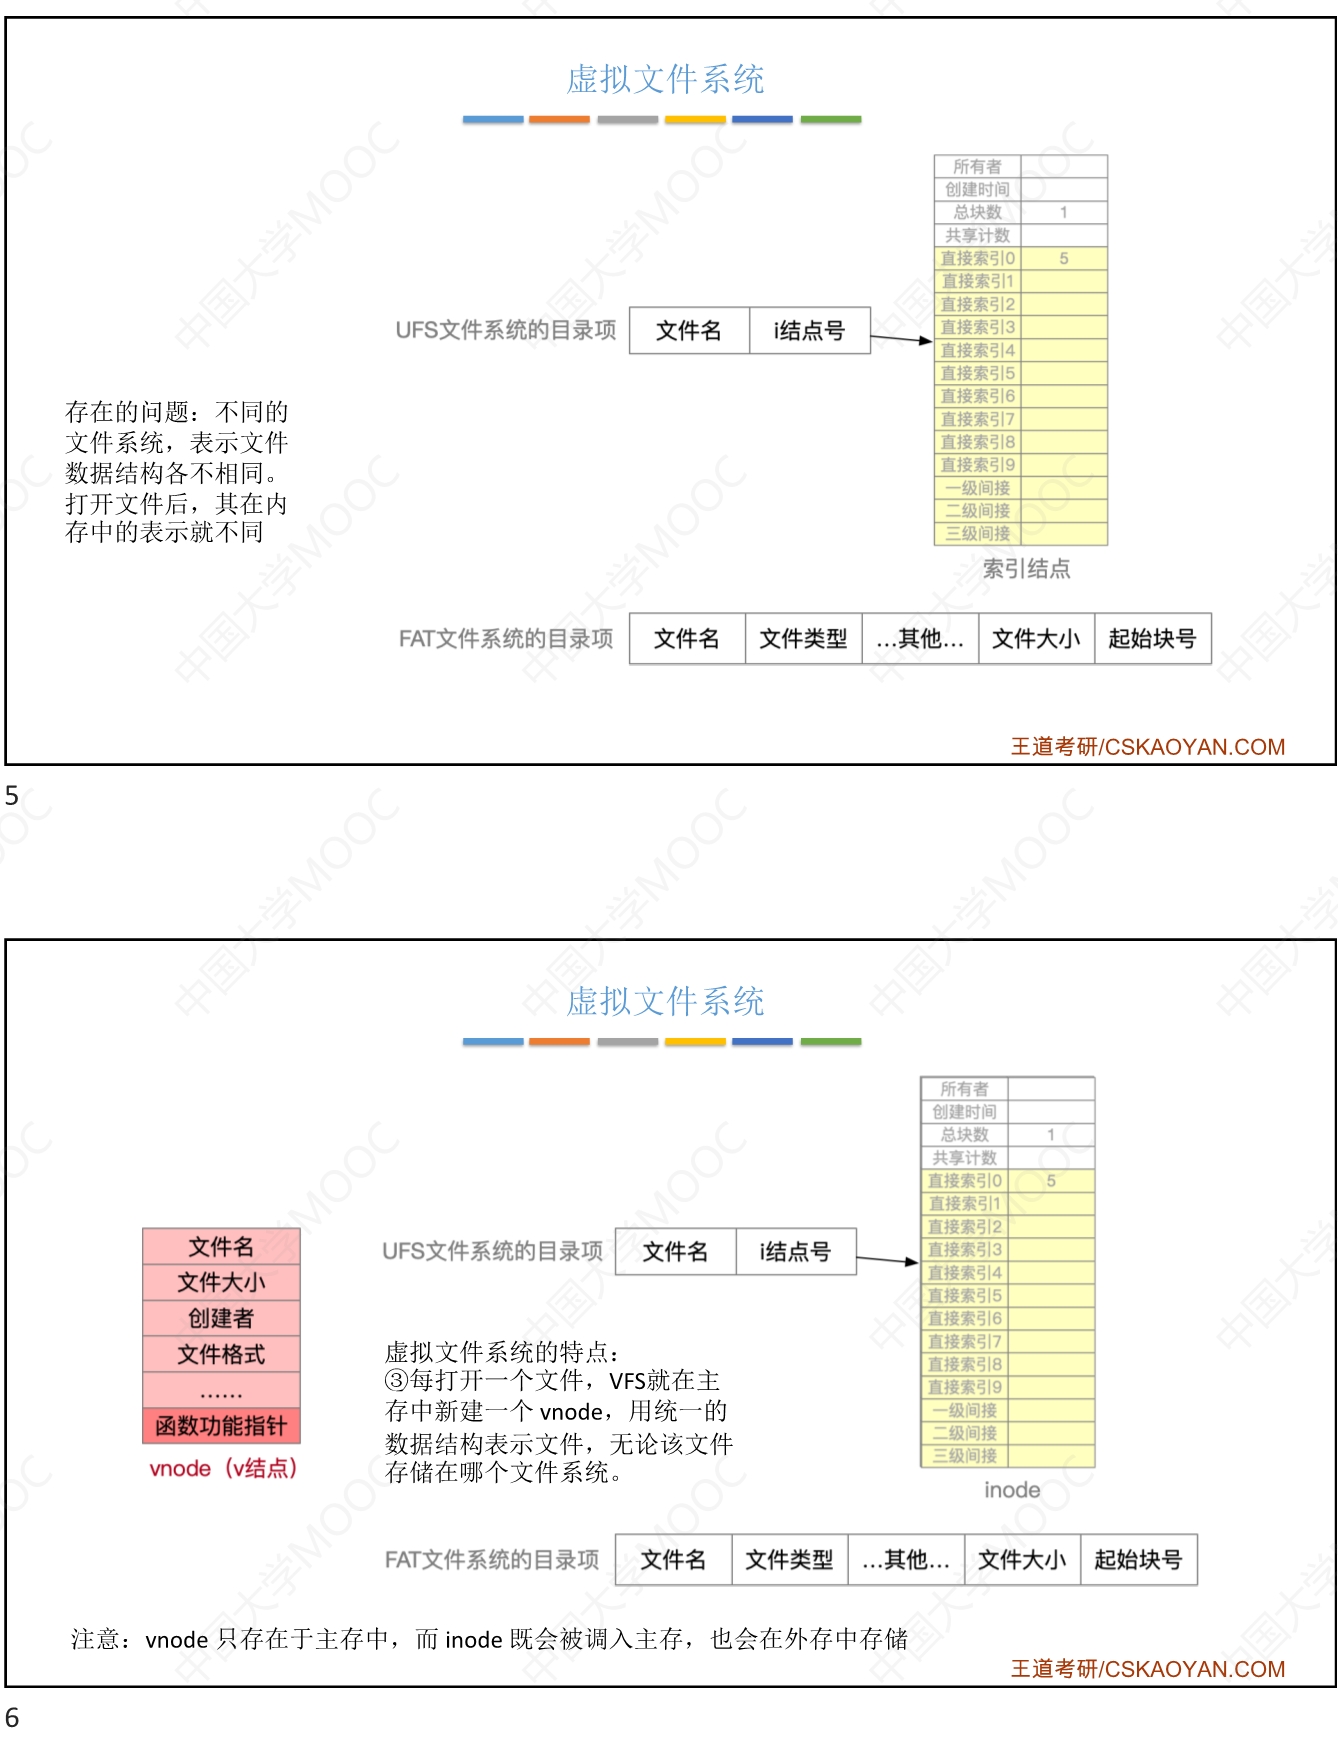 虚拟文件系统
所有者
创建时间
总块数 1
共享计数
直接索引0 5
直接索引1
直接索引2
直接索引3
直接索引4
直接索引5
直接索引6
直接索引7
直接索引8
直接索引9
一级间接
二级间接
三级间接
索引结点
UFS文件系统的目录项 文件名 i结点号
存在的问题：不同的
文件系统，表示文件
数据结构各不相同。
打开文件后，其在内
存中的表示就不同
FAT文件系统的目录项 文件名 文件类型 …其他… 文件大小 起始块号
王道考研/CSKAOYAN.COM
5
虚拟文件系统
所有者
创建时间
总块数 1
共享计数
直接索引0 5
直接索引1
直接索引2
直接索引3
直接索引4
直接索引5
直接索引6
直接索引7
直接索引8
直接索引9
一级间接
二级间接
三级间接
inode
文件名
文件大小
创建者
文件格式
……
函数功能指针
vnode（v结点）
UFS文件系统的目录项 文件名 i结点号
虚拟文件系统的特点：
③每打开一个文件，VFS就在主
存中新建一个 vnode，用统一的
数据结构表示文件，无论该文件
存储在哪个文件系统。
FAT文件系统的目录项 文件名 文件类型 …其他… 文件大小 起始块号
注意：vnode 只存在于主存中，而 inode 既会被调入主存，也会在外存中存储
王道考研/CSKAOYAN.COM
6
中国大学MOOC